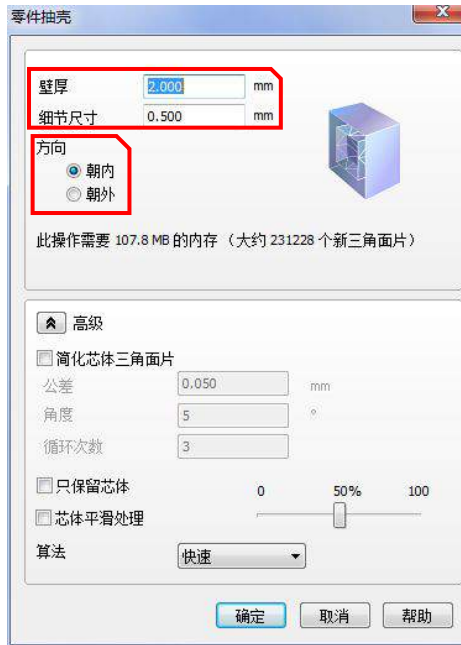 零件抽壳
壁厚 2.000 mm
细节尺寸 0.500 mm
方向
朝内
朝外
此操作需要 107.8 MB 的内存 （大约 231228 个新三角面片）
高级
简化芯体三角面片
公差 0.050 mm
角度 5 °
循环次数 3
只保留芯体 0 50% 100
芯体平滑处理
算法 快速
确定 取消 帮助